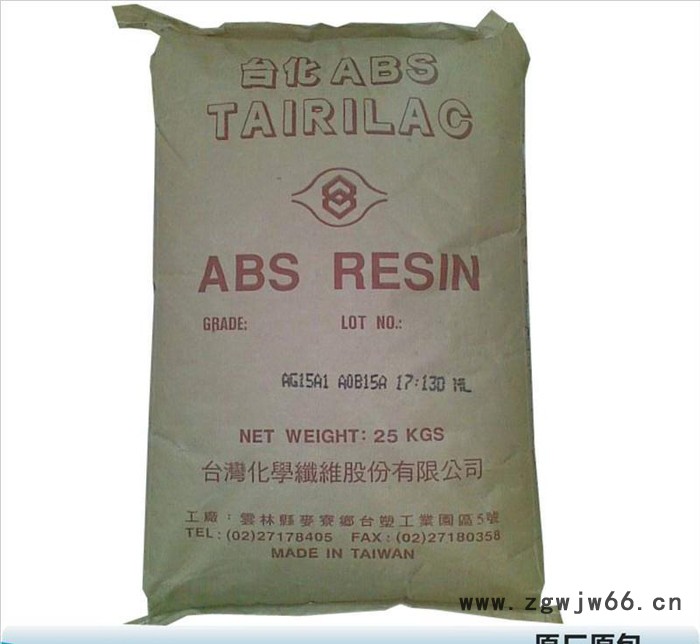 台化ABS
TAIRILAC
ABS RESIN
GRADE: LOT NO.:
AG15A1 A0B15A 17:130 ML
NET WEIGHT: 25 KGS
台灣化學纖維股份有限公司
工廠：雲林縣麥寮鄉台塑工業園區5號
TEL:(02)27178405 FAX:(02)27180358
MADE IN TAIWAN
www.zgwjw66.cn
原厂原包